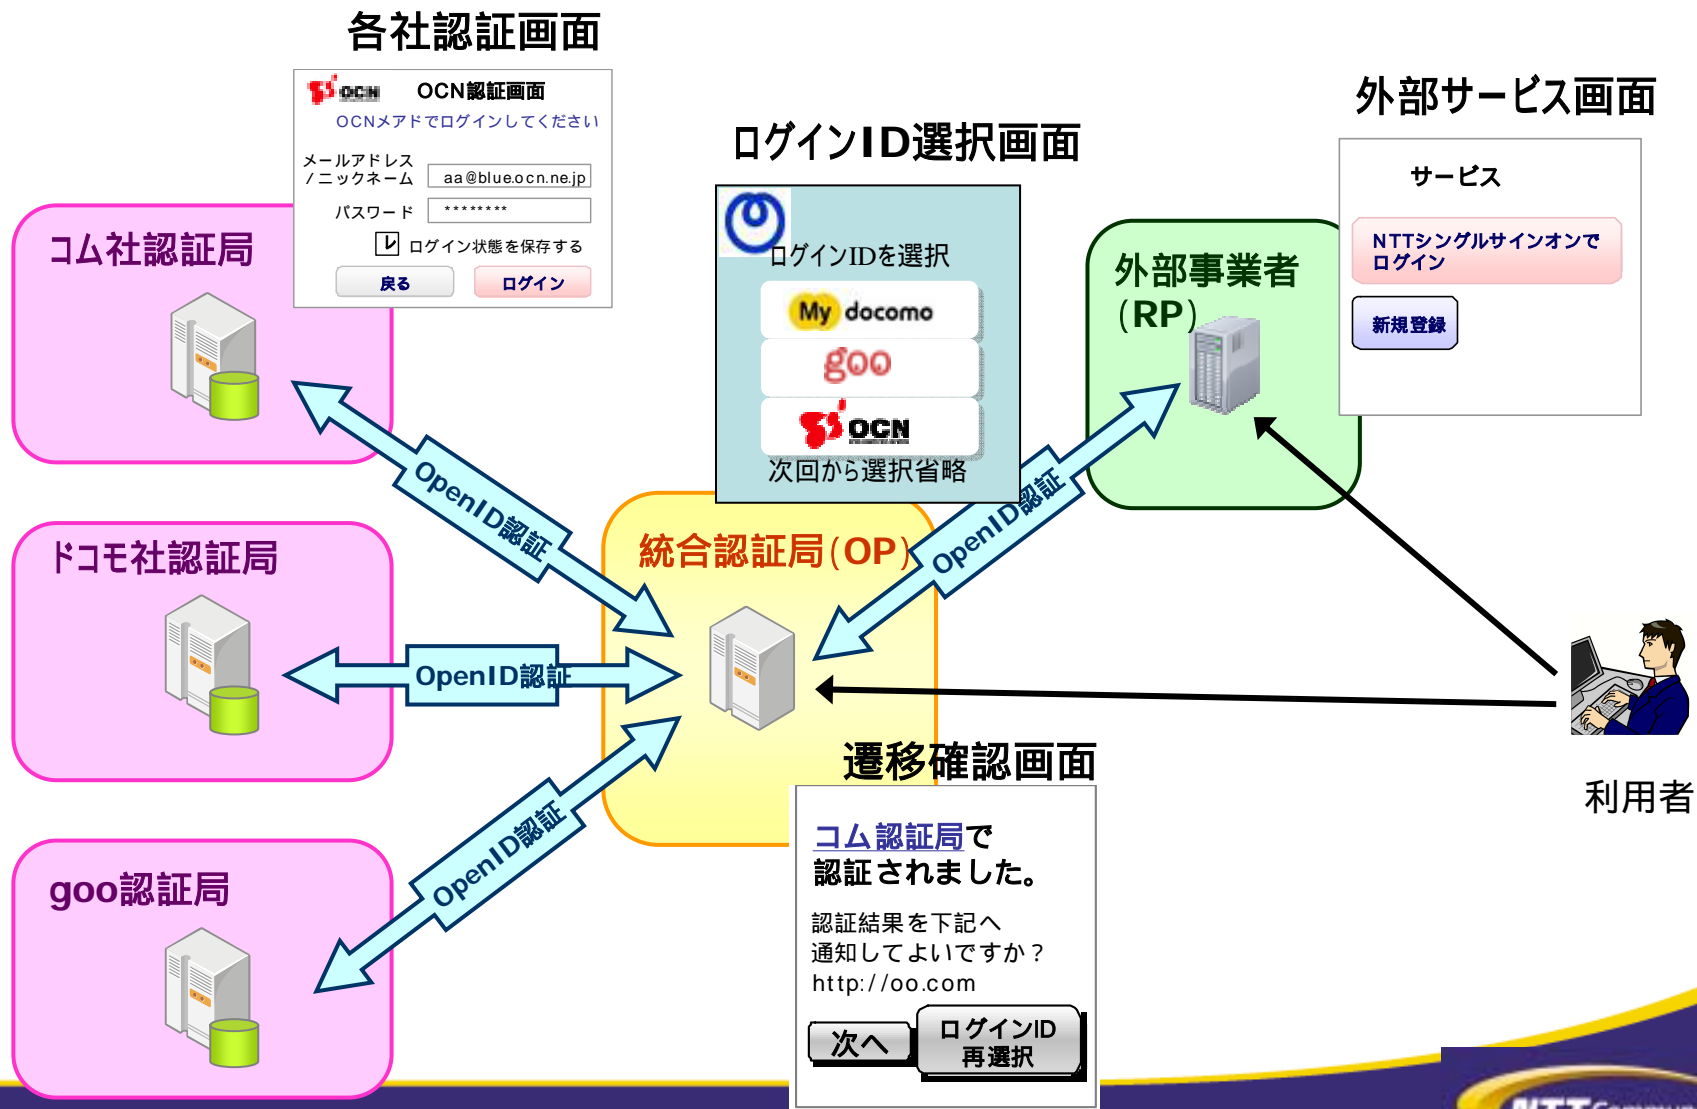 各社認証画面
OCN
OCN認証画面
OCNメアドでログインしてください
メールアドレス
/ニックネーム
aa@blue.ocn.ne.jp
パスワード
********
ログイン状態を保存する
戻る
ログイン
ログインID選択画面
ログインIDを選択
My docomo
goo
OCN
次回から選択省略
外部サービス画面
サービス
NTTシングルサインオンで
ログイン
新規登録
コム社認証局
ドコモ社認証局
goo認証局
OpenID認証
OpenID認証
OpenID認証
統合認証局(OP)
OpenID認証
外部事業者
(RP)
利用者
遷移確認画面
コム認証局で
認証されました。
認証結果を下記へ
通知してよいですか？
http://oo.com
次へ
ログインID
再選択
NTT